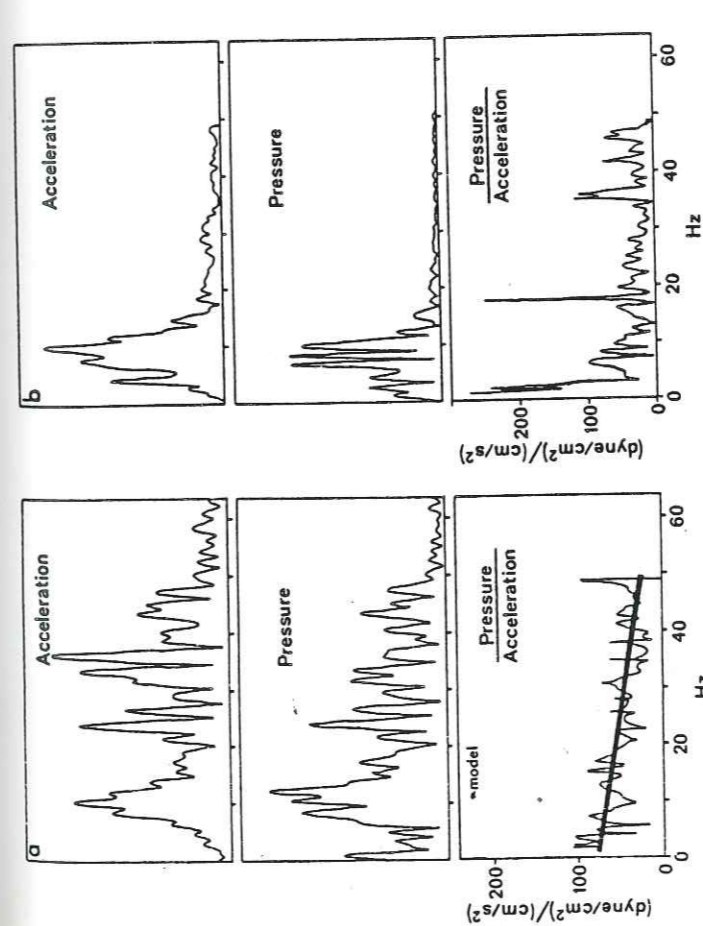 a
Acceleration
Pressure
Pressure
Acceleration
model
200
100
0
(dyne/cm²)/(cm/s²)
0
20
40
60
Hz
b
Acceleration
Pressure
Pressure
Acceleration
200
100
0
(dyne/cm²)/(cm/s²)
0
20
40
60
Hz